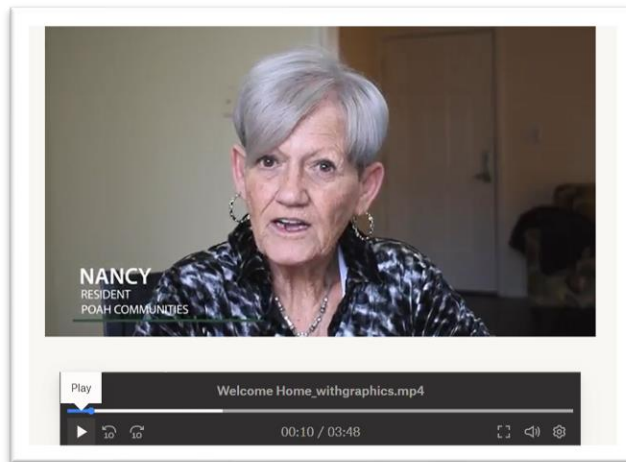 NANCY
RESIDENT
POAH COMMUNITIES
Play
Welcome Home_withgraphics.mp4
10
10
00:10 / 03:48